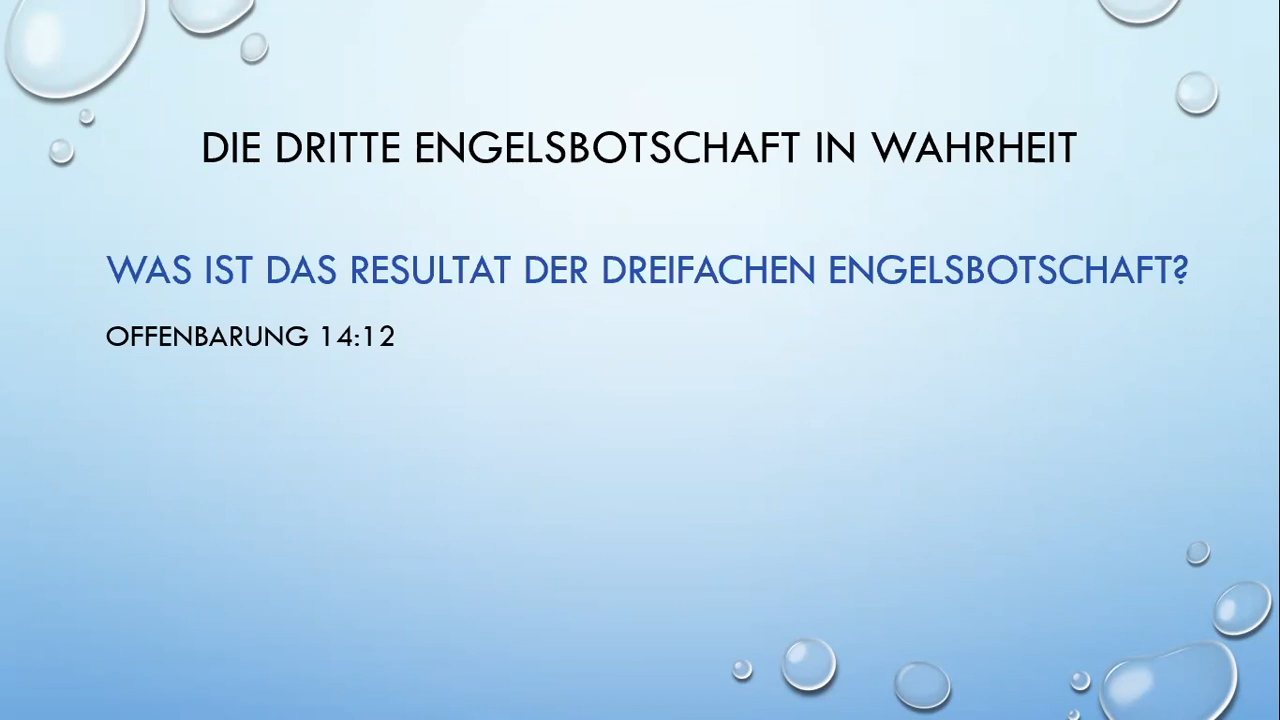 DIE DRITTE ENGELSBOTSCHAFT IN WAHRHEIT
WAS IST DAS RESULTAT DER DREIFACHEN ENGELSBOTSCHAFT?
OFFENBARUNG 14:12